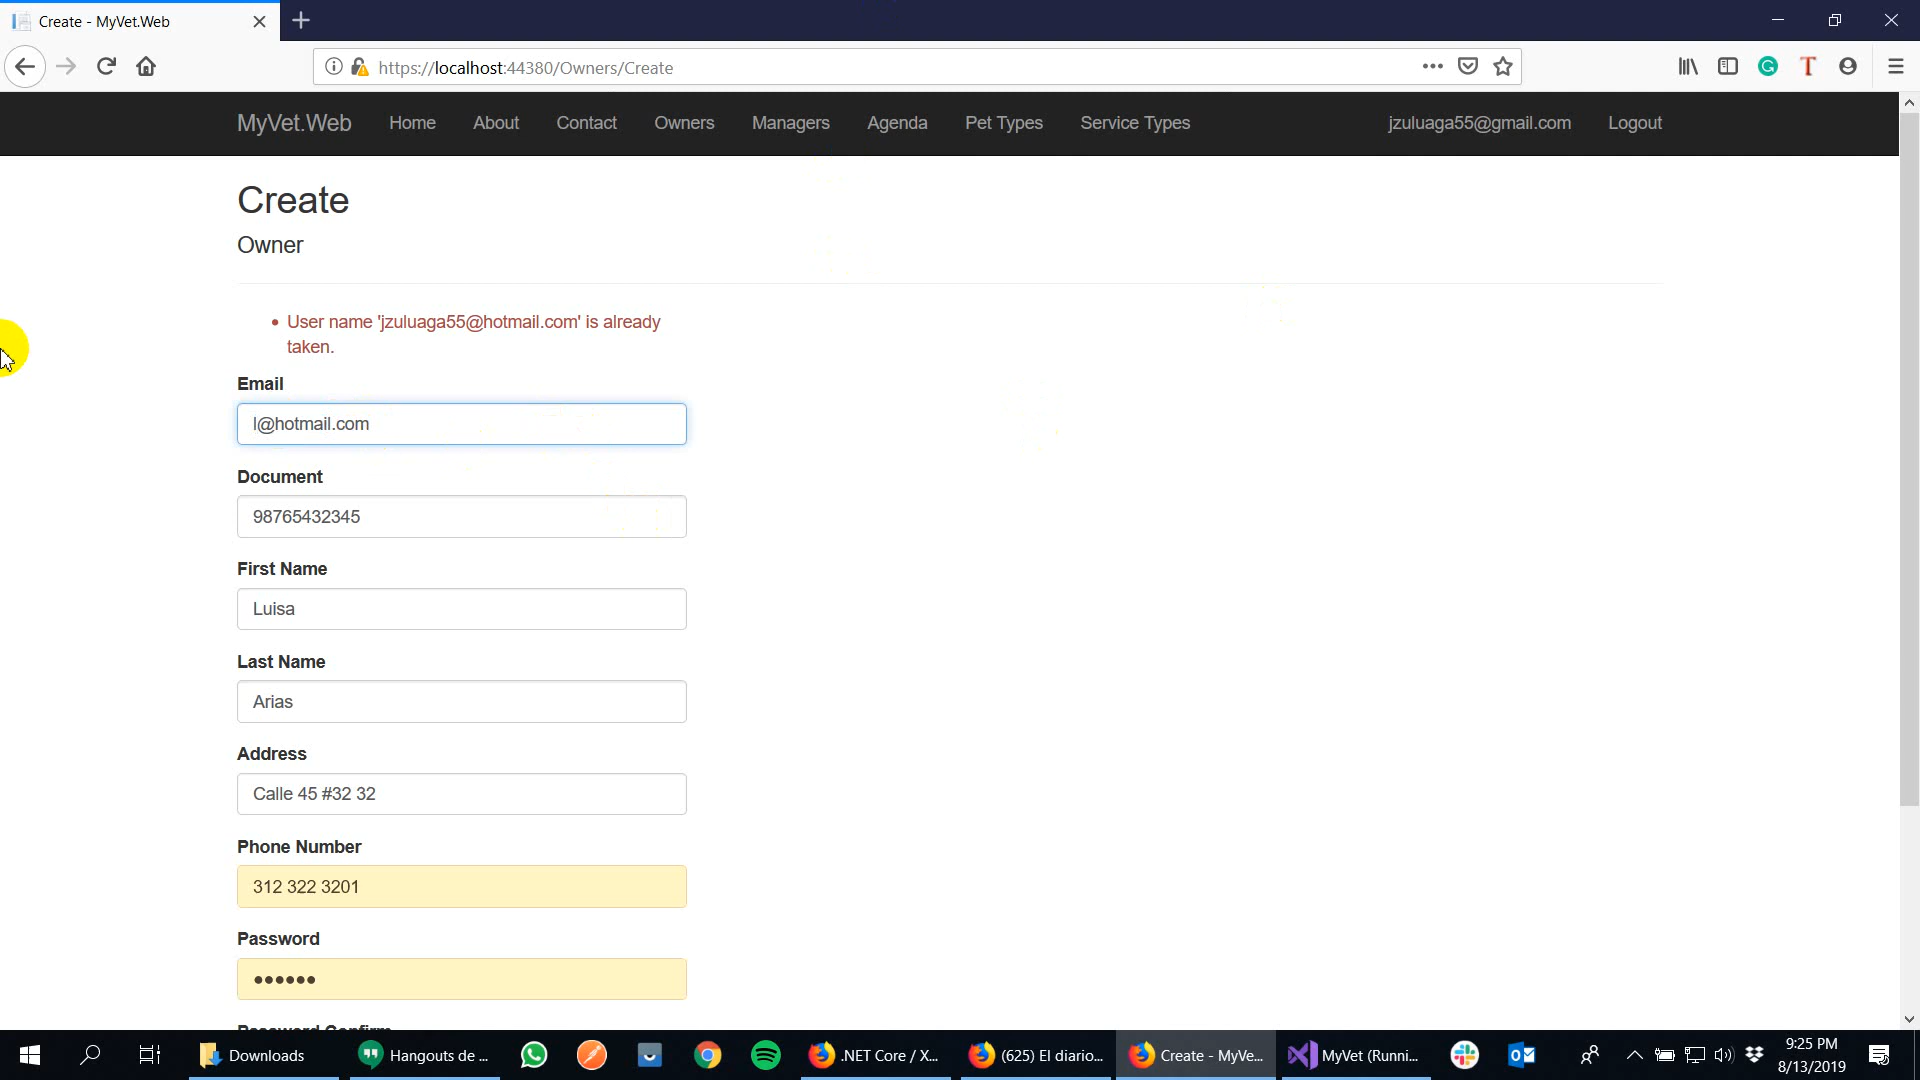 Create - MyVet.Web
https://localhost:44380/Owners/Create
MyVet.Web Home About Contact Owners Managers Agenda Pet Types Service Types jzuluaga55@gmail.com Logout
Create
Owner
User name 'jzuluaga55@hotmail.com' is already
taken.
Email
l@hotmail.com
Document
98765432345
First Name
Luisa
Last Name
Arias
Address
Calle 45 #32 32
Phone Number
312 322 3201
Password
••••••
Password Confirm
Downloads Hangouts de ... .NET Core / X... (625) El diario... Create - MyVe... MyVet (Runni... 9:25 PM
8/13/2019